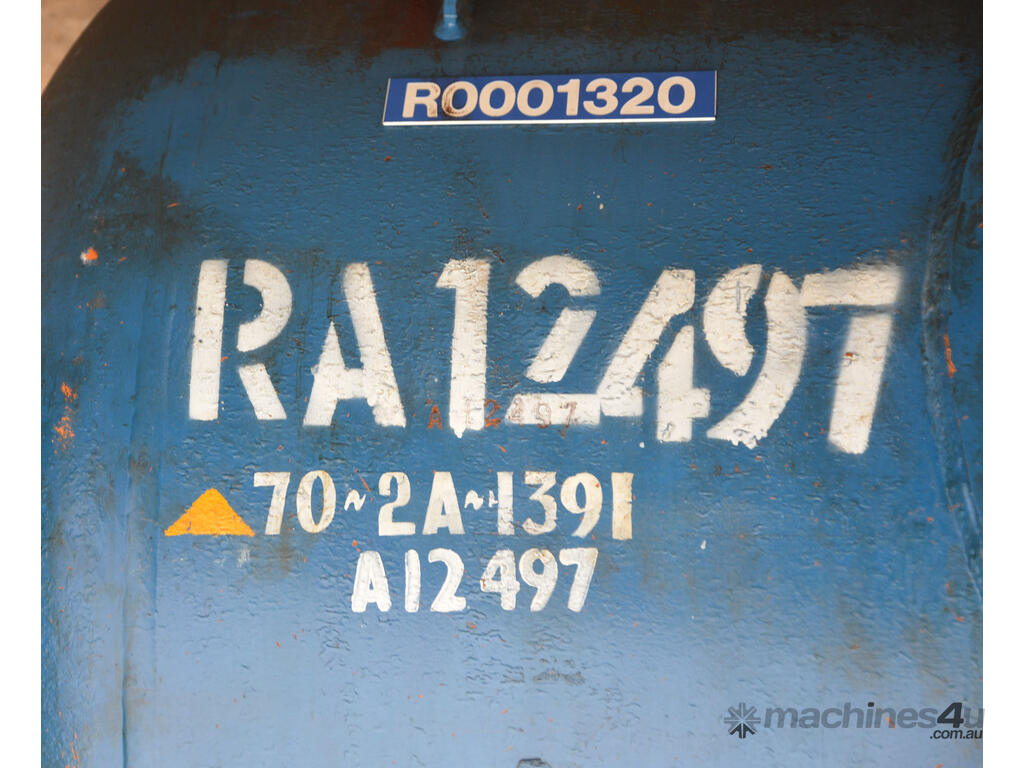 R0001320
RA12497
A12497
70~2A~1391
A12497
machines4u
.com.au